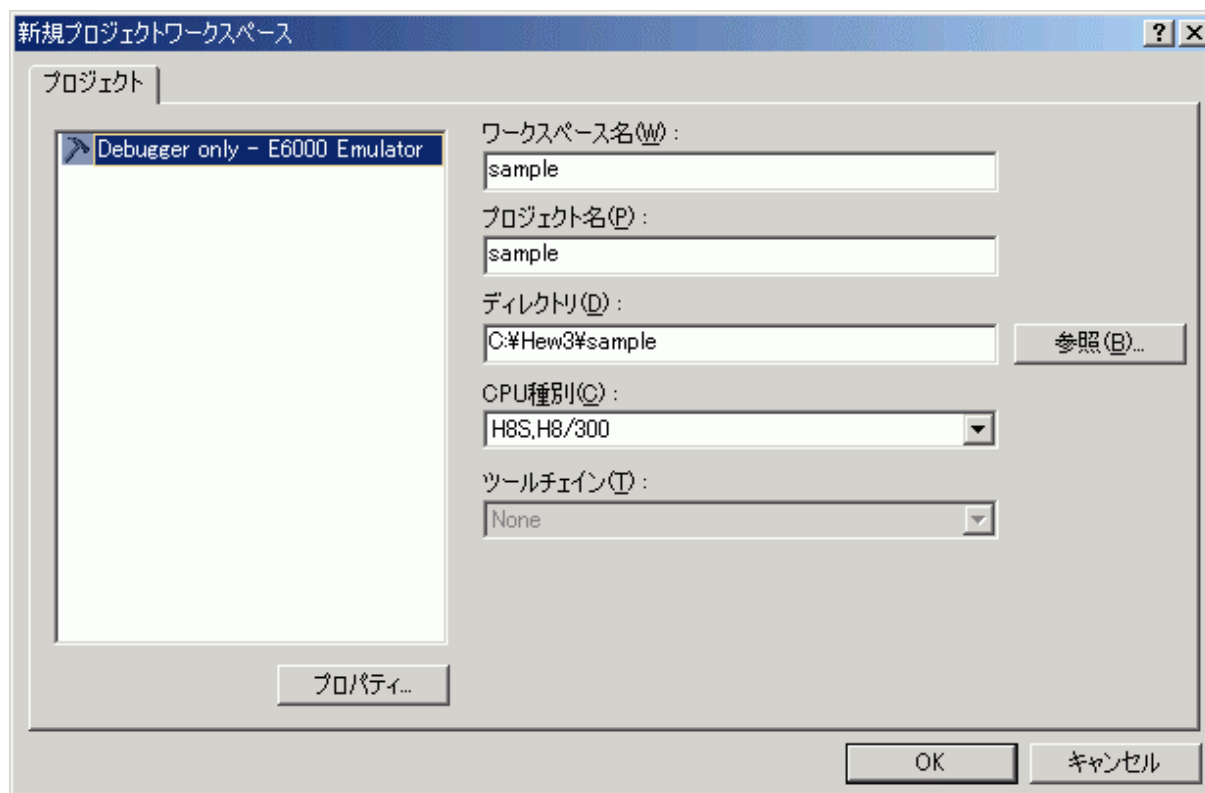 新規プロジェクトワークスペース
プロジェクト
Debugger only - E6000 Emulator
ワークスペース名(W) :
sample
プロジェクト名(P) :
sample
ディレクトリ(D) :
C:¥Hew3¥sample
参照(B)...
CPU種別(C) :
H8S,H8/300
ツールチェイン(T) :
None
プロパティ...
OK
キャンセル